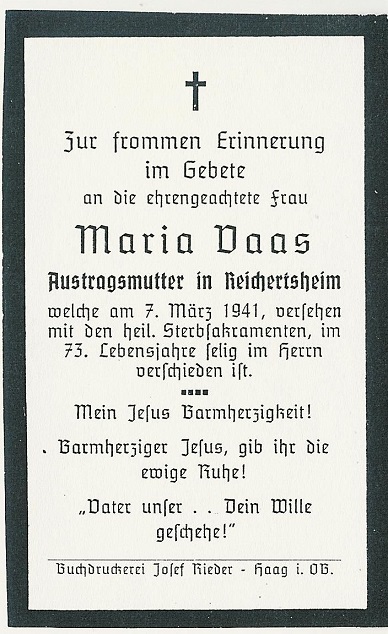 Zur frommen Erinnerung
im Gebete
an die ehrengeachtete Frau
Maria Daas
Austragsmutter in Reichertsheim
welche am 7. März 1941, versehen
mit den heil. Sterbsakramenten, im
73. Lebensjahre selig im Herrn
verschieden ist.
Mein Jesus Barmherzigkeit!
Barmherziger Jesus, gib ihr die
ewige Ruhe!
„Vater unser . . Dein Wille
geschehe!“
Buchdruckerei Josef Rieder - Haag i. OB.